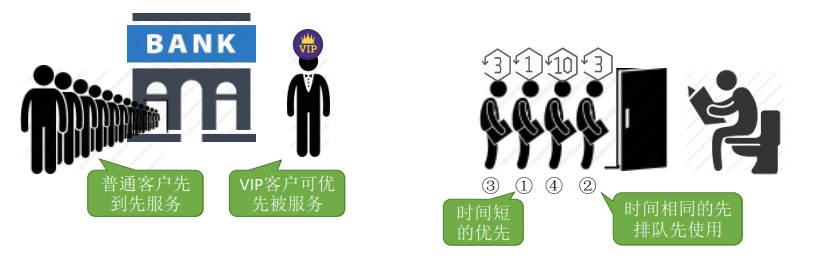 BANK
VIP
普通客户先
到先服务
VIP客户可优
先被服务
3 1 10 3
③ ① ④ ②
时间短
的优先
时间相同的先
排队先使用